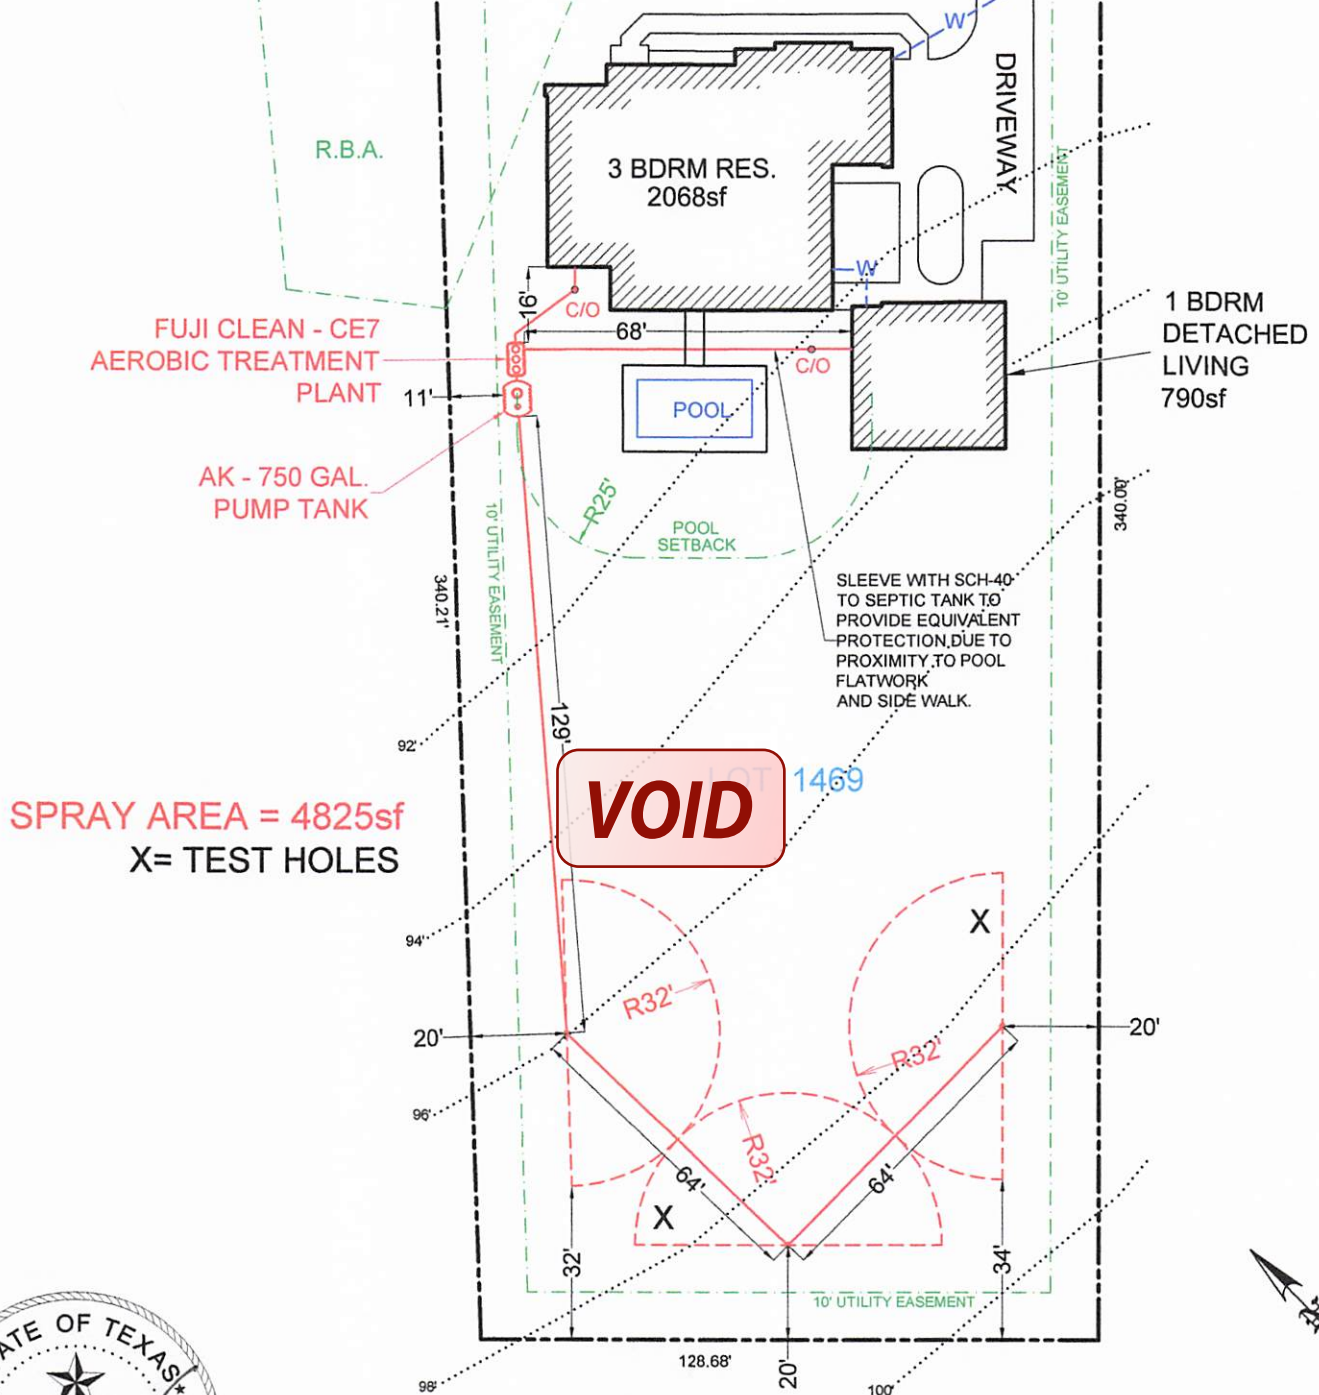 W
DRIVEWAY
R.B.A.
3 BDRM RES.
2068sf
10' UTILITY EASEMENT
W
16'
C/O
68'
C/O
FUJI CLEAN - CE7
AEROBIC TREATMENT
PLANT
11'
POOL
1 BDRM
DETACHED
LIVING
790sf
AK - 750 GAL.
PUMP TANK
R25'
POOL
SETBACK
340.00'
10' UTILITY EASEMENT
340.21'
SLEEVE WITH SCH-40
TO SEPTIC TANK TO
PROVIDE EQUIVALENT
PROTECTION DUE TO
PROXIMITY TO POOL
FLATWORK
AND SIDE WALK.
129'
92'
LOT 1469
VOID
SPRAY AREA = 4825sf
X= TEST HOLES
X
94'
R32'
20'
20'
R32'
96'
R32'
64'
64'
X
32'
34'
10' UTILITY EASEMENT
128.68'
20'
98'
100'
ATE OF TEXAS